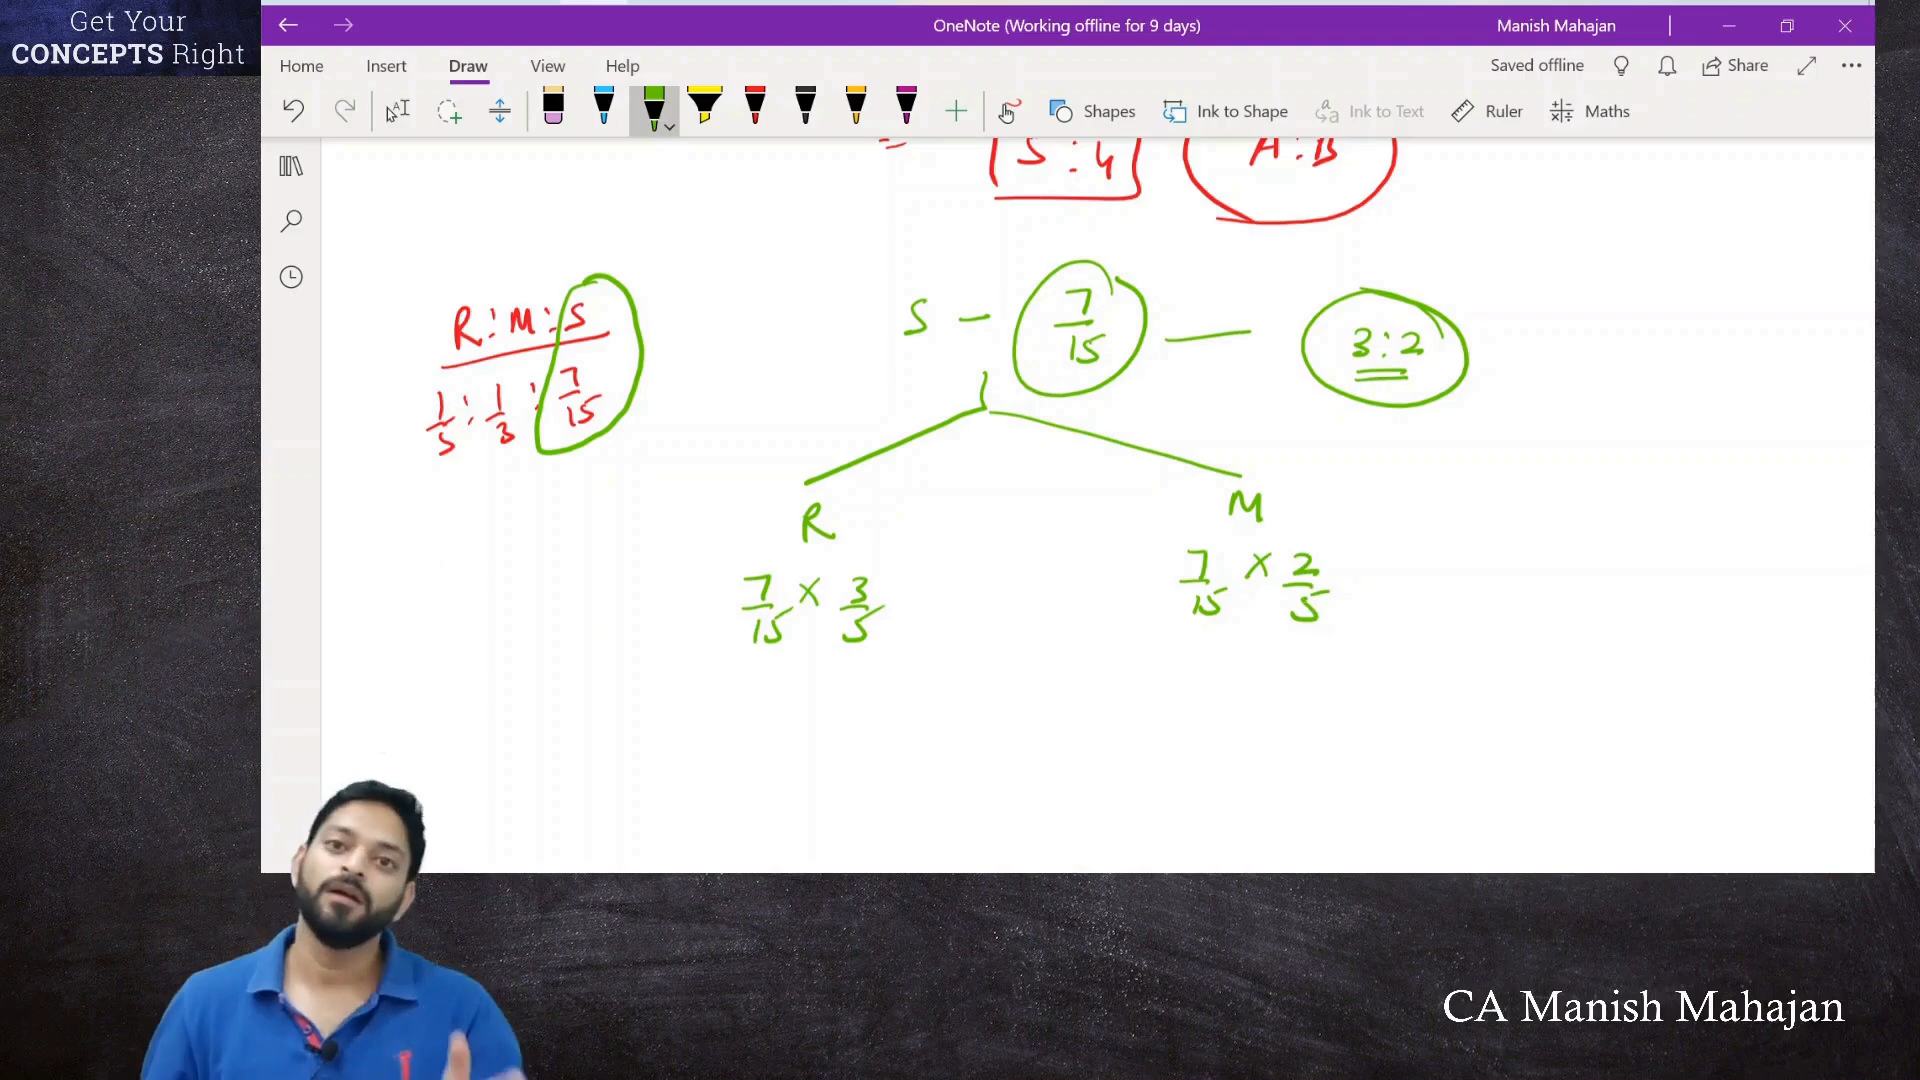 Get Your
CONCEPTS Right
OneNote (Working offline for 9 days)
Manish Mahajan
Home
Insert
Draw
View
Help
Saved offline
Share
Shapes
Ink to Shape
Ink to Text
Ruler
Maths
= 5 : 4 A : B
R : M : S
1/5 : 1/3 : 7/15
S - 7/15 — 3:2
R
M
7/15 × 3/5
7/15 × 2/5
CA Manish Mahajan